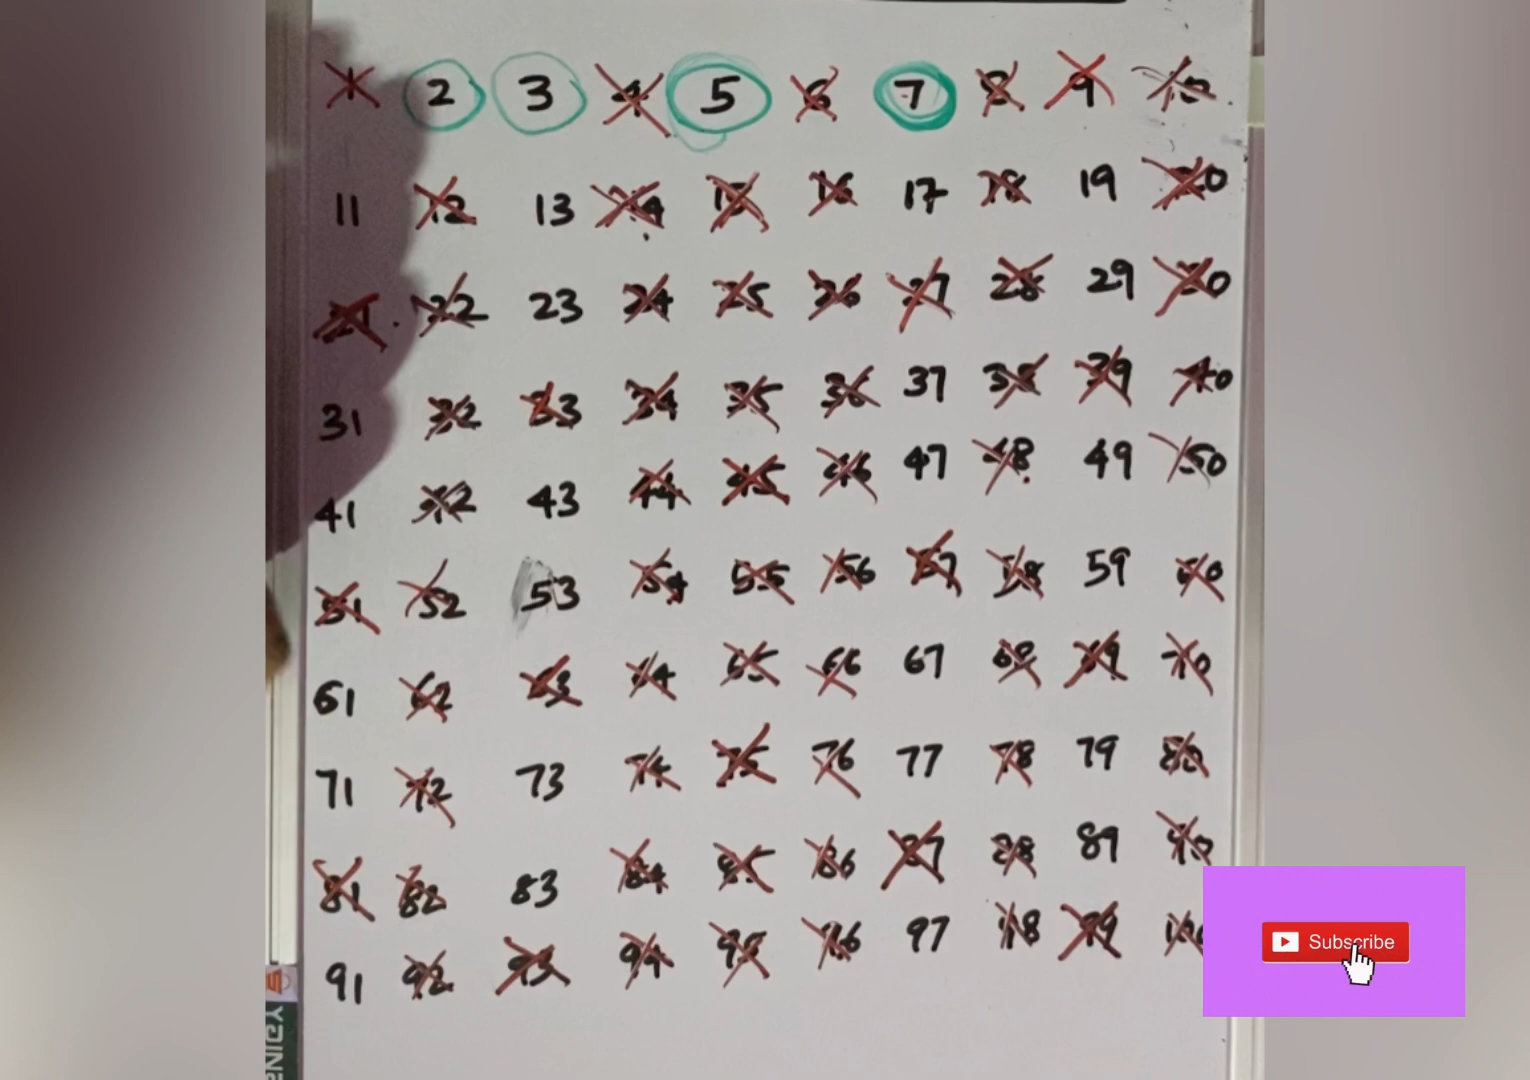 1 2 3 4 5 6 7 8 9 10
11 12 13 14 15 16 17 18 19 20
21 22 23 24 25 26 27 28 29 30
31 32 33 34 35 36 37 38 39 40
41 42 43 44 45 46 47 48 49 50
51 52 53 54 55 56 57 58 59 60
61 62 63 64 65 66 67 68 69 70
71 72 73 74 75 76 77 78 79 80
81 82 83 84 85 86 87 88 89 90
91 92 93 94 95 96 97 98 99 100
Subscribe